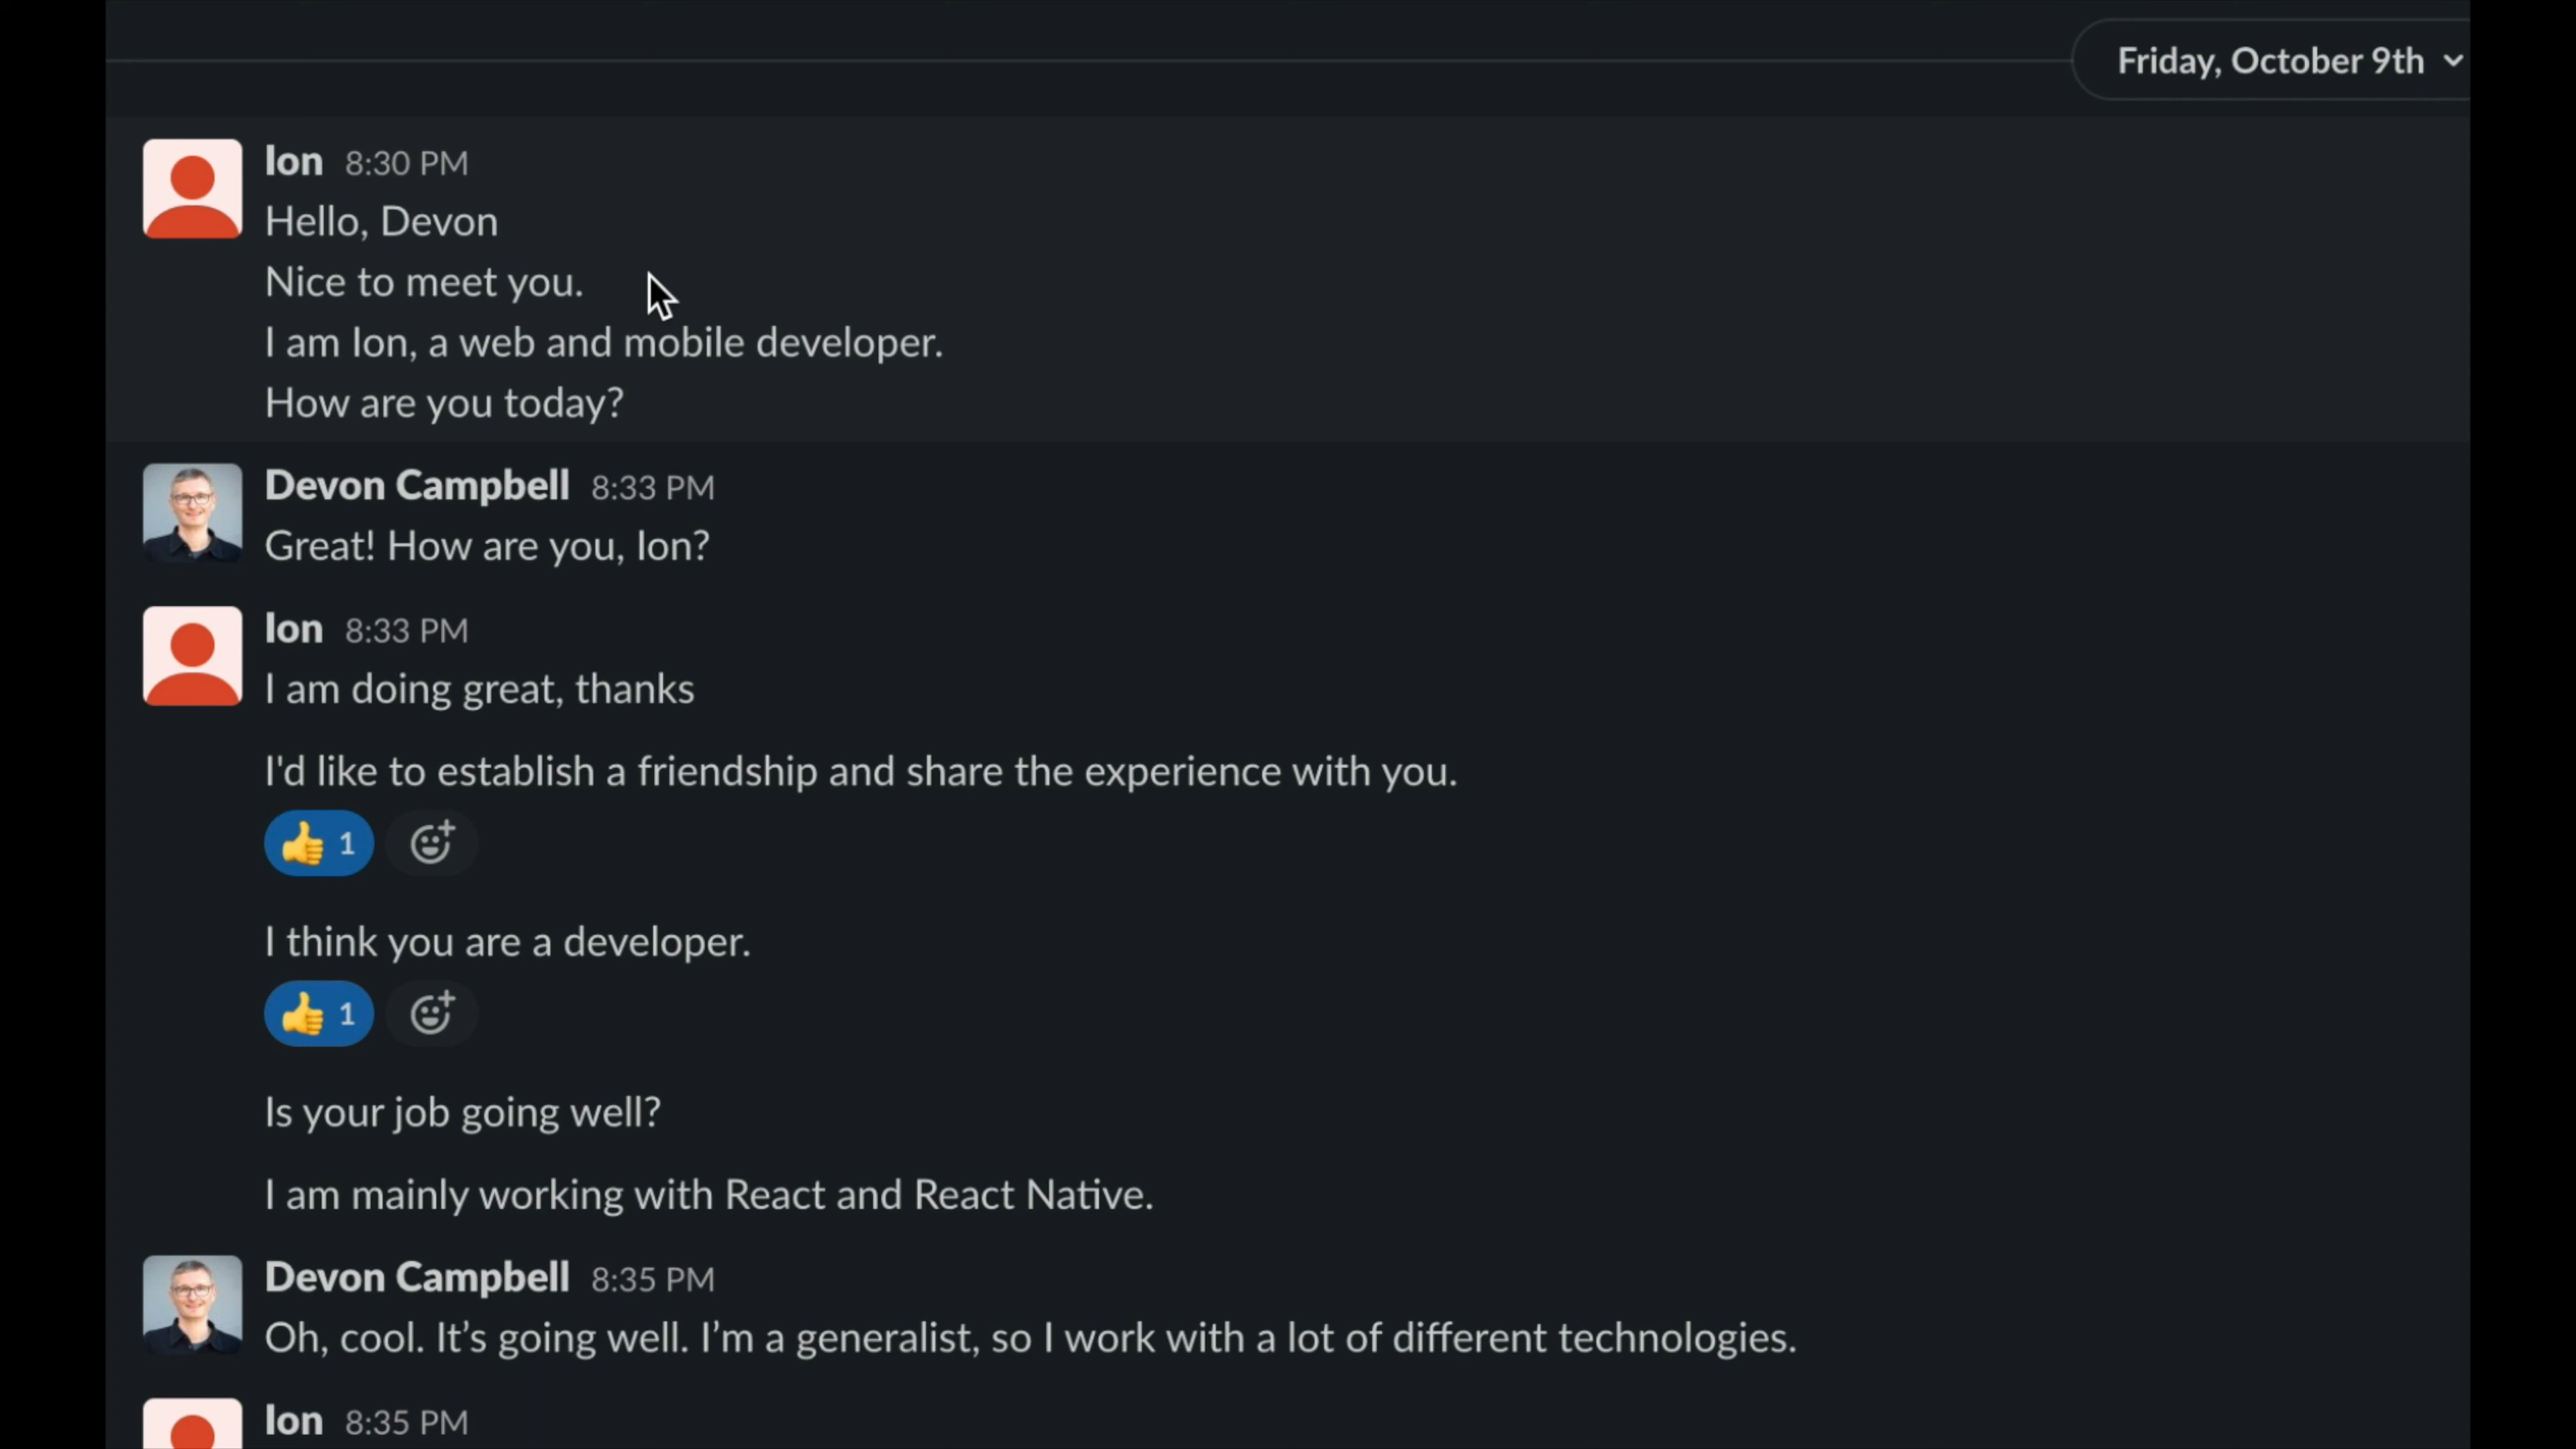 Friday, October 9th
Ion 8:30 PM
Hello, Devon
Nice to meet you.
I am Ion, a web and mobile developer.
How are you today?
Devon Campbell 8:33 PM
Great! How are you, Ion?
Ion 8:33 PM
I am doing great, thanks
I'd like to establish a friendship and share the experience with you.
👍 1
I think you are a developer.
👍 1
Is your job going well?
I am mainly working with React and React Native.
Devon Campbell 8:35 PM
Oh, cool. It’s going well. I’m a generalist, so I work with a lot of different technologies.
Ion 8:35 PM